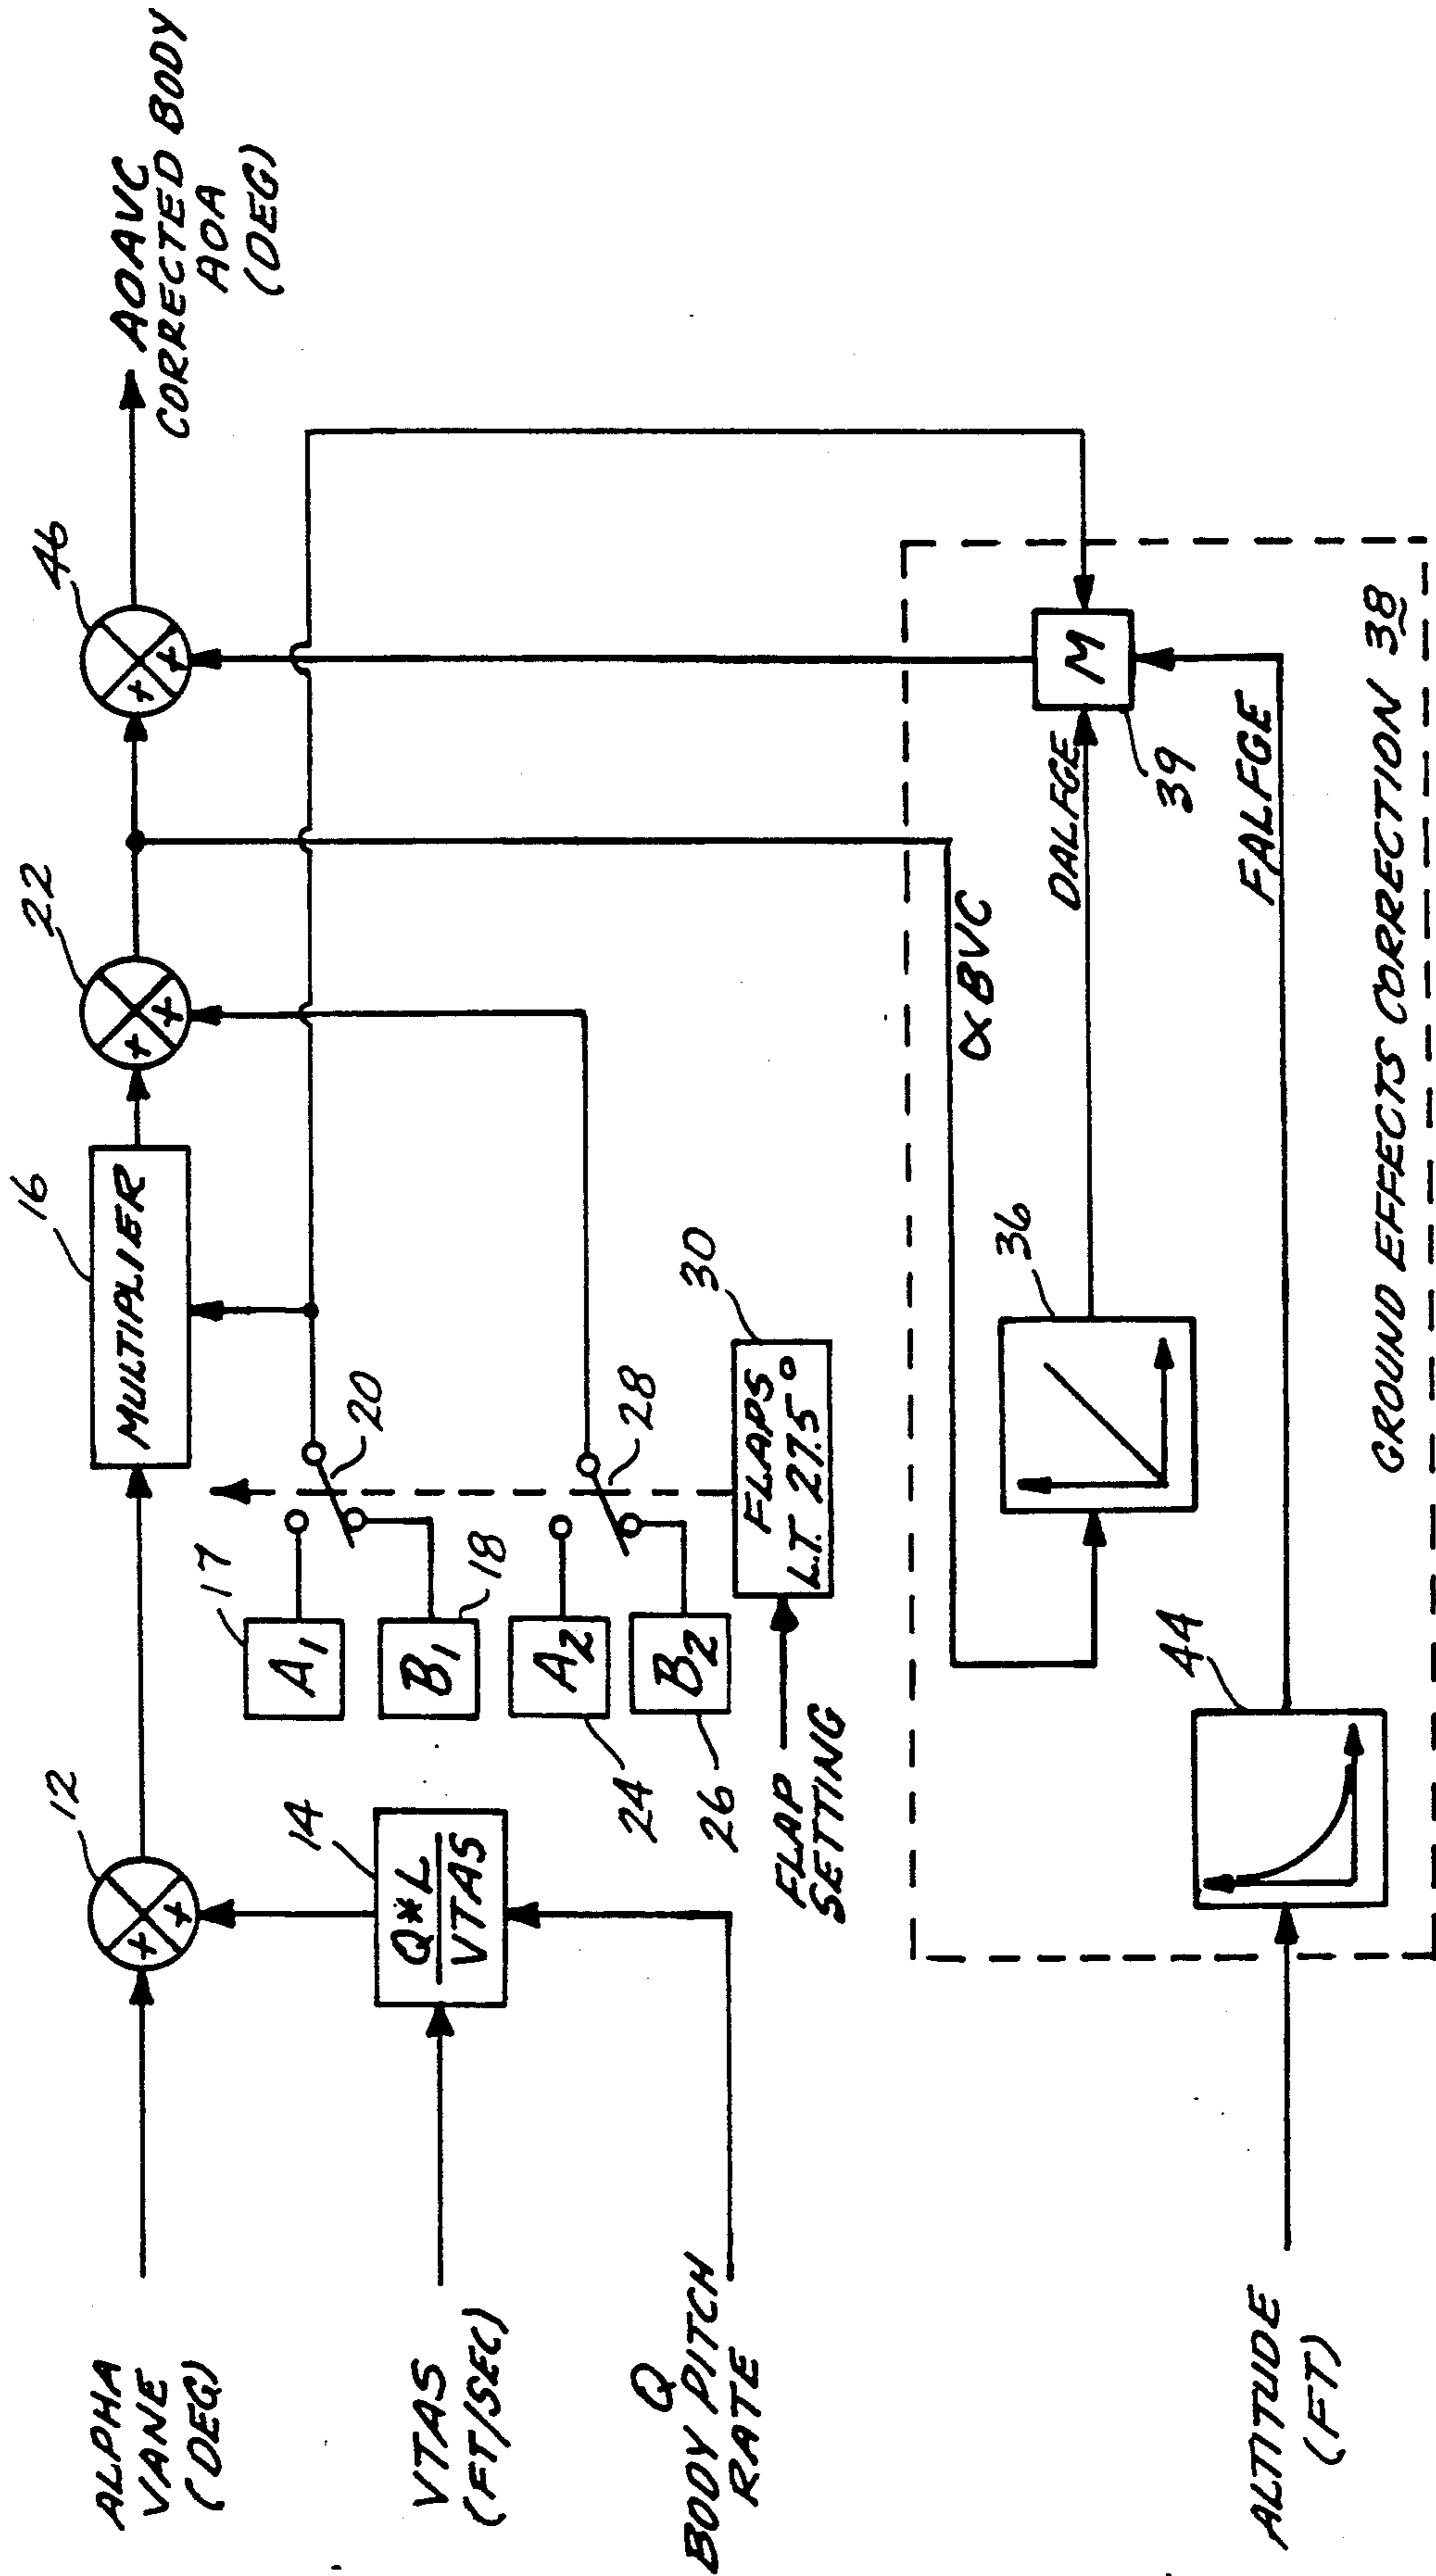 ALPHA
VANE
(DEG)
VTAS
(FT/SEC)
Q
BODY PITCH
RATE
ALTITUDE
(FT)
12
+
+
14
Q*L
VTAS
16
MULTIPLIER
17
A1
B1
18
20
24
A2
B2
26
28
FLAP
SETTING
30
FLAPS
L.T. 27.5°
22
+
+
46
+
+
AOAVC
CORRECTED BODY
AOA
(DEG)
∝BVC
36
DALFGE
M
39
44
FALFGE
GROUND EFFECTS CORRECTION 38